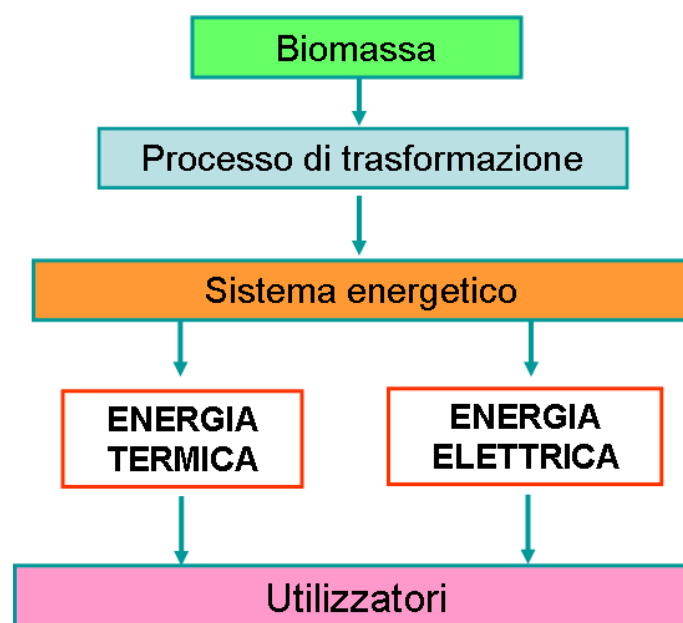 Biomassa
Processo di trasformazione
Sistema energetico
ENERGIA
TERMICA
ENERGIA
ELETTRICA
Utilizzatori